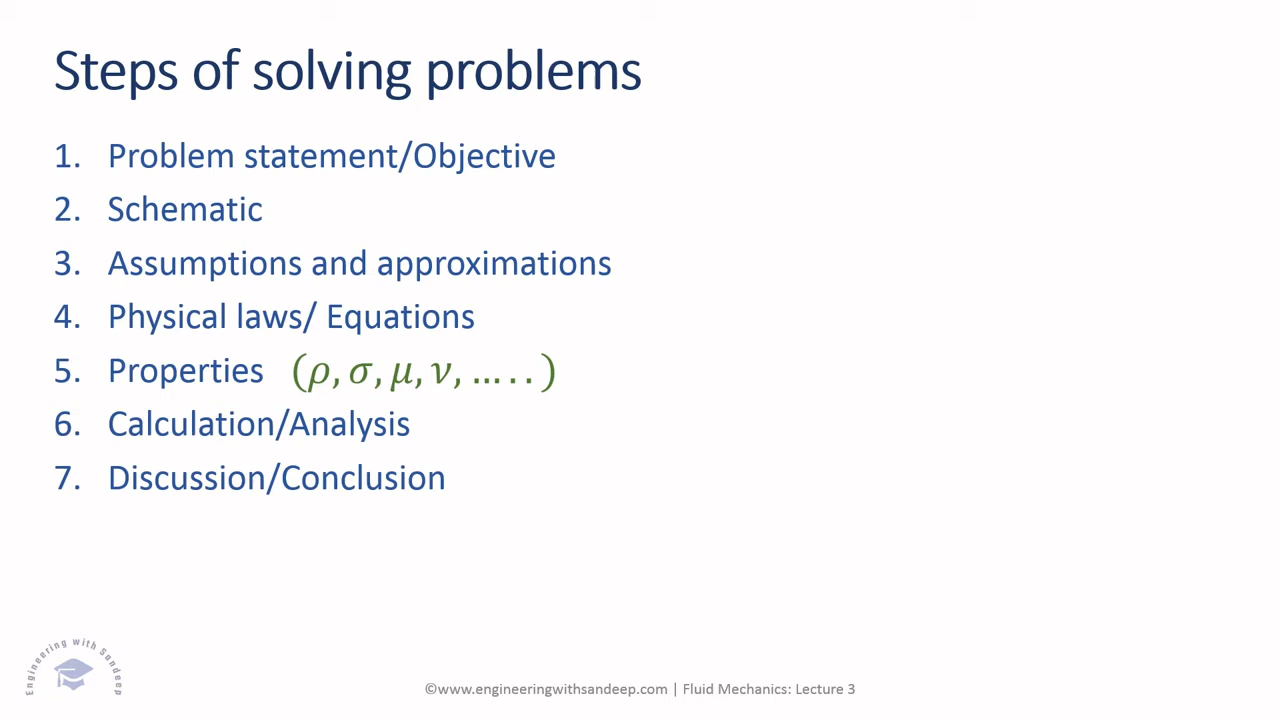 Steps of solving problems
1. Problem statement/Objective
2. Schematic
3. Assumptions and approximations
4. Physical laws/ Equations
5. Properties (ρ, σ, μ, ν, … . . )
6. Calculation/Analysis
7. Discussion/Conclusion
Engineering with Sandeep
©www.engineeringwithsandeep.com | Fluid Mechanics: Lecture 3